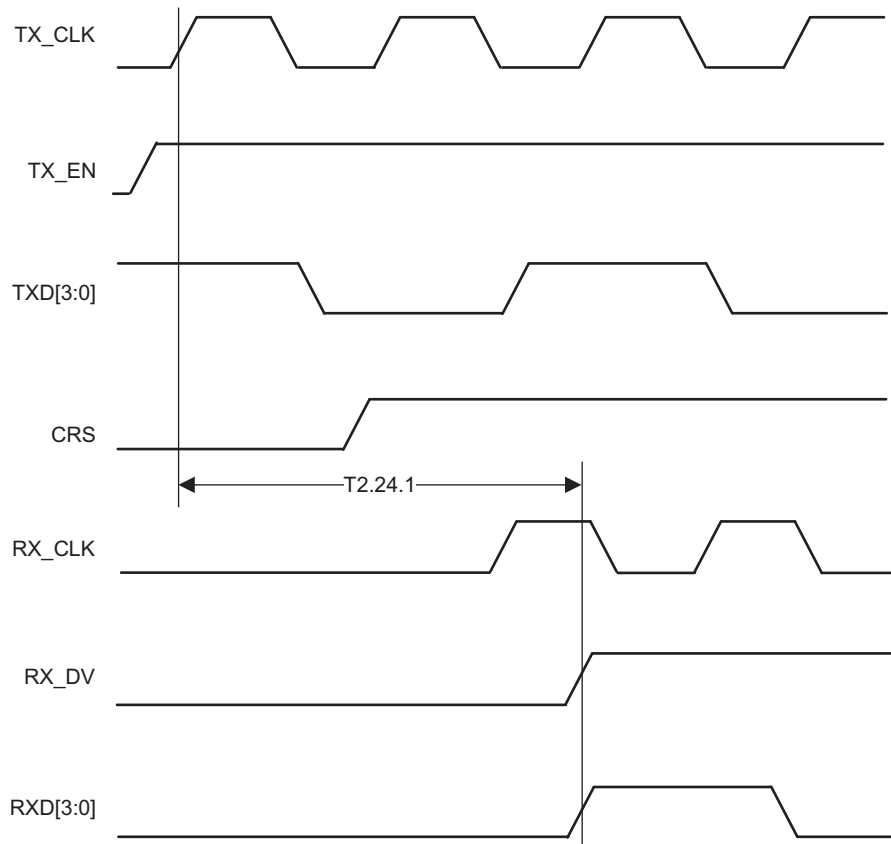 TX_CLK
TX_EN
TXD[3:0]
CRS
T2.24.1
RX_CLK
RX_DV
RXD[3:0]